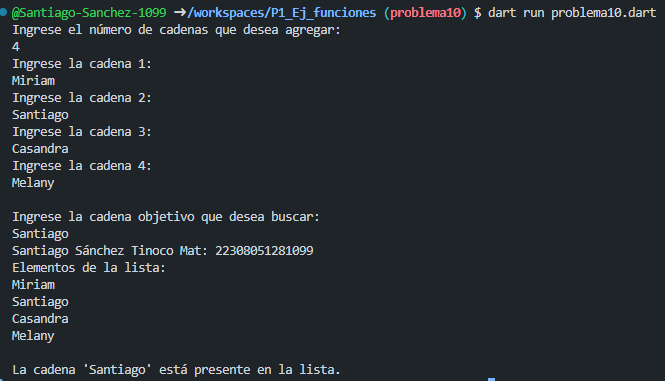 @Santiago-Sanchez-1099 ➜/workspaces/P1_Ej_funciones (problema10) $ dart run problema10.dart
Ingrese el número de cadenas que desea agregar:
4
Ingrese la cadena 1:
Miriam
Ingrese la cadena 2:
Santiago
Ingrese la cadena 3:
Casandra
Ingrese la cadena 4:
Melany
Ingrese la cadena objetivo que desea buscar:
Santiago
Santiago Sánchez Tinoco Mat: 22308051281099
Elementos de la lista:
Miriam
Santiago
Casandra
Melany
La cadena 'Santiago' está presente en la lista.